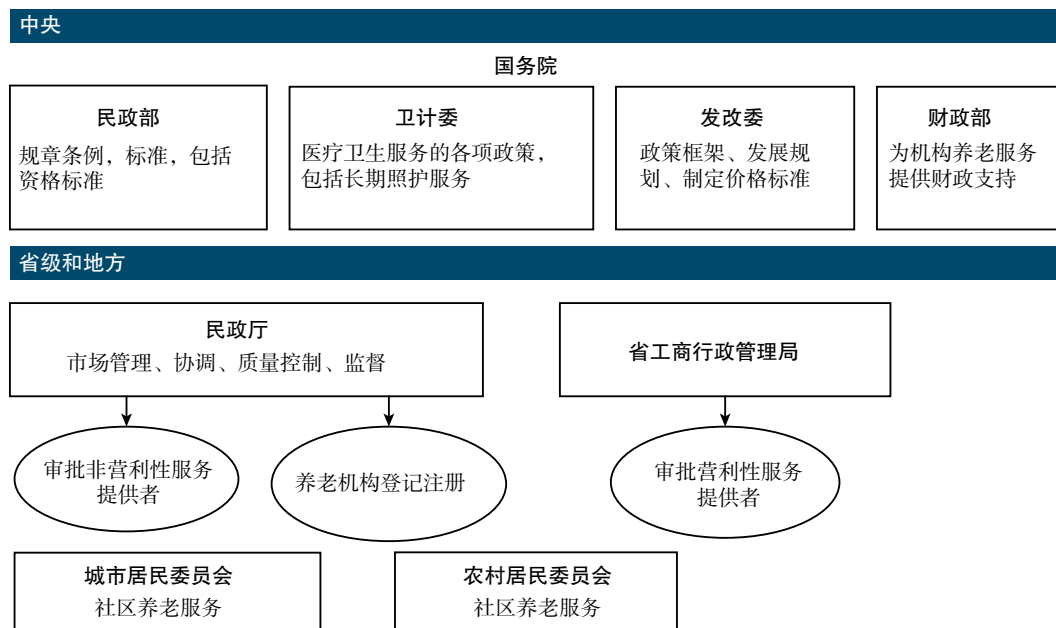 中央
国务院
民政部
规章条例，标准，包括
资格标准
卫计委
医疗卫生服务的各项政策，
包括长期照护服务
发改委
政策框架、发展规
划、制定价格标准
财政部
为机构养老服务
提供财政支持
省级和地方
民政厅
市场管理、协调、质量控制、监督
省工商行政管理局
审批非营利性服务
提供者
养老机构登记注册
审批营利性服务
提供者
城市居民委员会
社区养老服务
农村居民委员会
社区养老服务